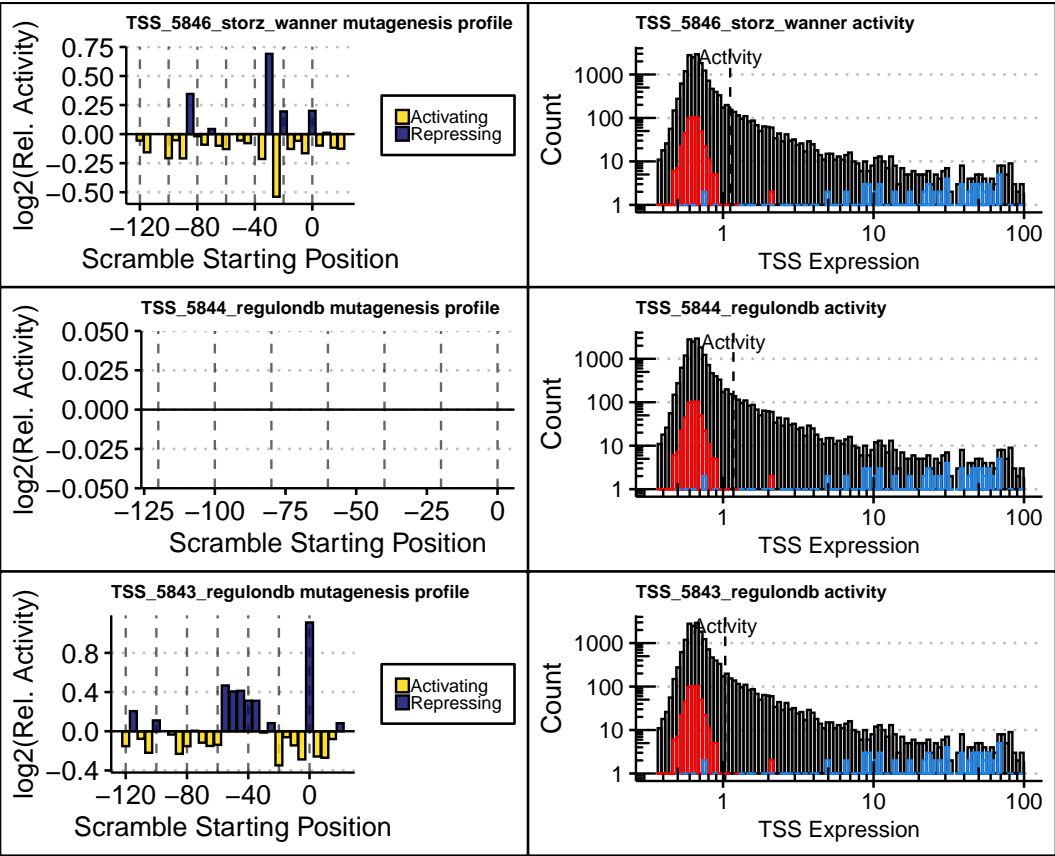 TSS_5846_storz_wanner mutagenesis profile
log2(Rel. Activity)
0.75
0.50
0.25
0.00
−0.25
−0.50
−120 −80 −40 0
Scramble Starting Position
Activating
Repressing
TSS_5846_storz_wanner activity
Activity
Count
1000
100
10
1
1 10 100
TSS Expression
TSS_5844_regulondb mutagenesis profile
log2(Rel. Activity)
0.050
0.025
0.000
−0.025
−0.050
−125 −100 −75 −50 −25 0
Scramble Starting Position
TSS_5844_regulondb activity
Activity
Count
1000
100
10
1
1 10 100
TSS Expression
TSS_5843_regulondb mutagenesis profile
log2(Rel. Activity)
0.8
0.4
0.0
−0.4
−120 −80 −40 0
Scramble Starting Position
Activating
Repressing
TSS_5843_regulondb activity
Activity
Count
1000
100
10
1
1 10 100
TSS Expression